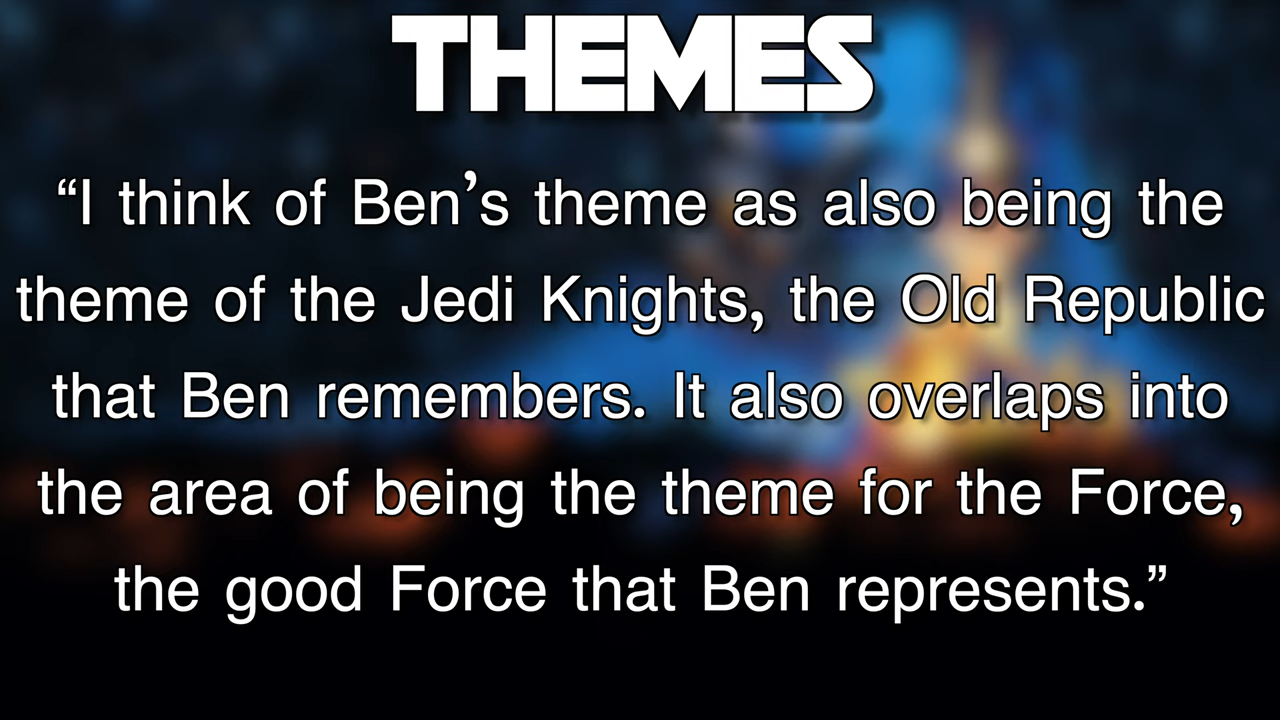 THEMES
“I think of Ben’s theme as also being the
theme of the Jedi Knights, the Old Republic
that Ben remembers. It also overlaps into
the area of being the theme for the Force,
the good Force that Ben represents.”